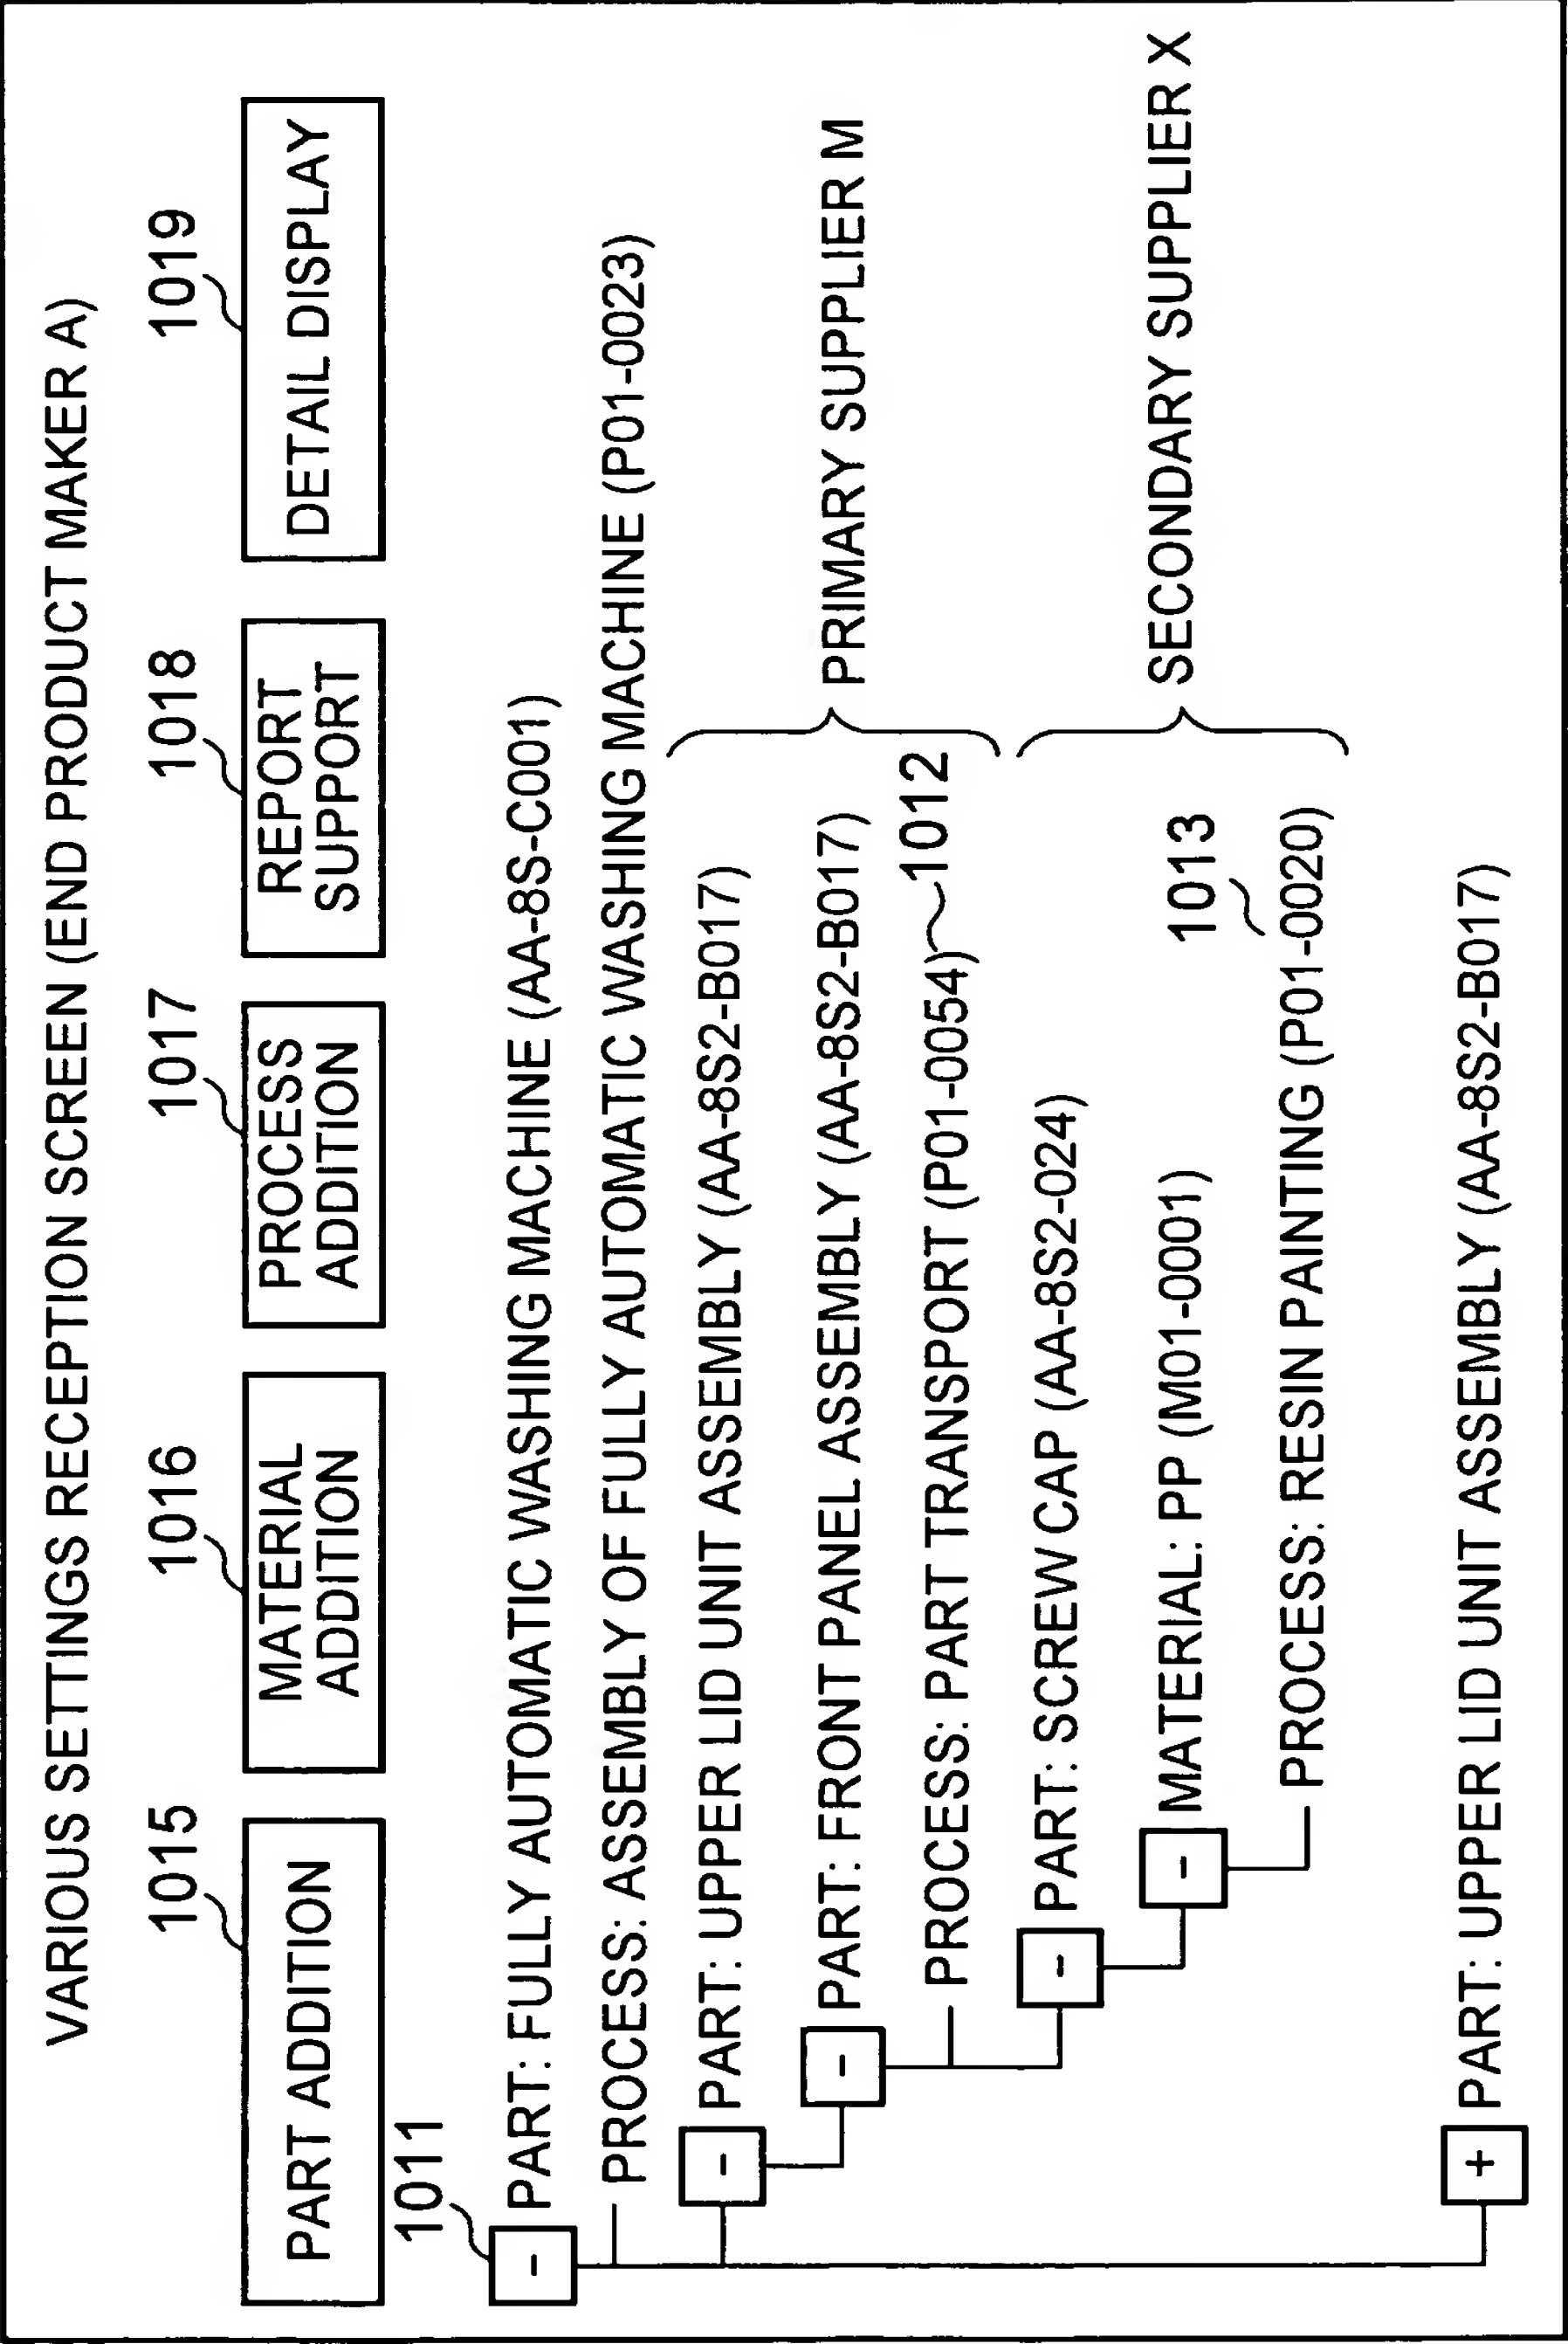 VARIOUS SETTINGS RECEPTION SCREEN (END PRODUCT MAKER A)
1015
1016
1017
1018
1019
PART ADDITION
MATERIAL
ADDITION
PROCESS
ADDITION
REPORT
SUPPORT
DETAIL DISPLAY
1011
- PART: FULLY AUTOMATIC WASHING MACHINE (AA-8S-C001)
PROCESS: ASSEMBLY OF FULLY AUTOMATIC WASHING MACHINE (P01-0023)
- PART: UPPER LID UNIT ASSEMBLY (AA-8S2-B017)
- PART: FRONT PANEL ASSEMBLY (AA-8S2-B017)
PRIMARY SUPPLIER M
PROCESS: PART TRANSPORT (P01-0054) 1012
- PART: SCREW CAP (AA-8S2-024)
- MATERIAL: PP (M01-0001)
1013
SECONDARY SUPPLIER X
PROCESS: RESIN PAINTING (P01-0020)
+ PART: UPPER LID UNIT ASSEMBLY (AA-8S2-B017)